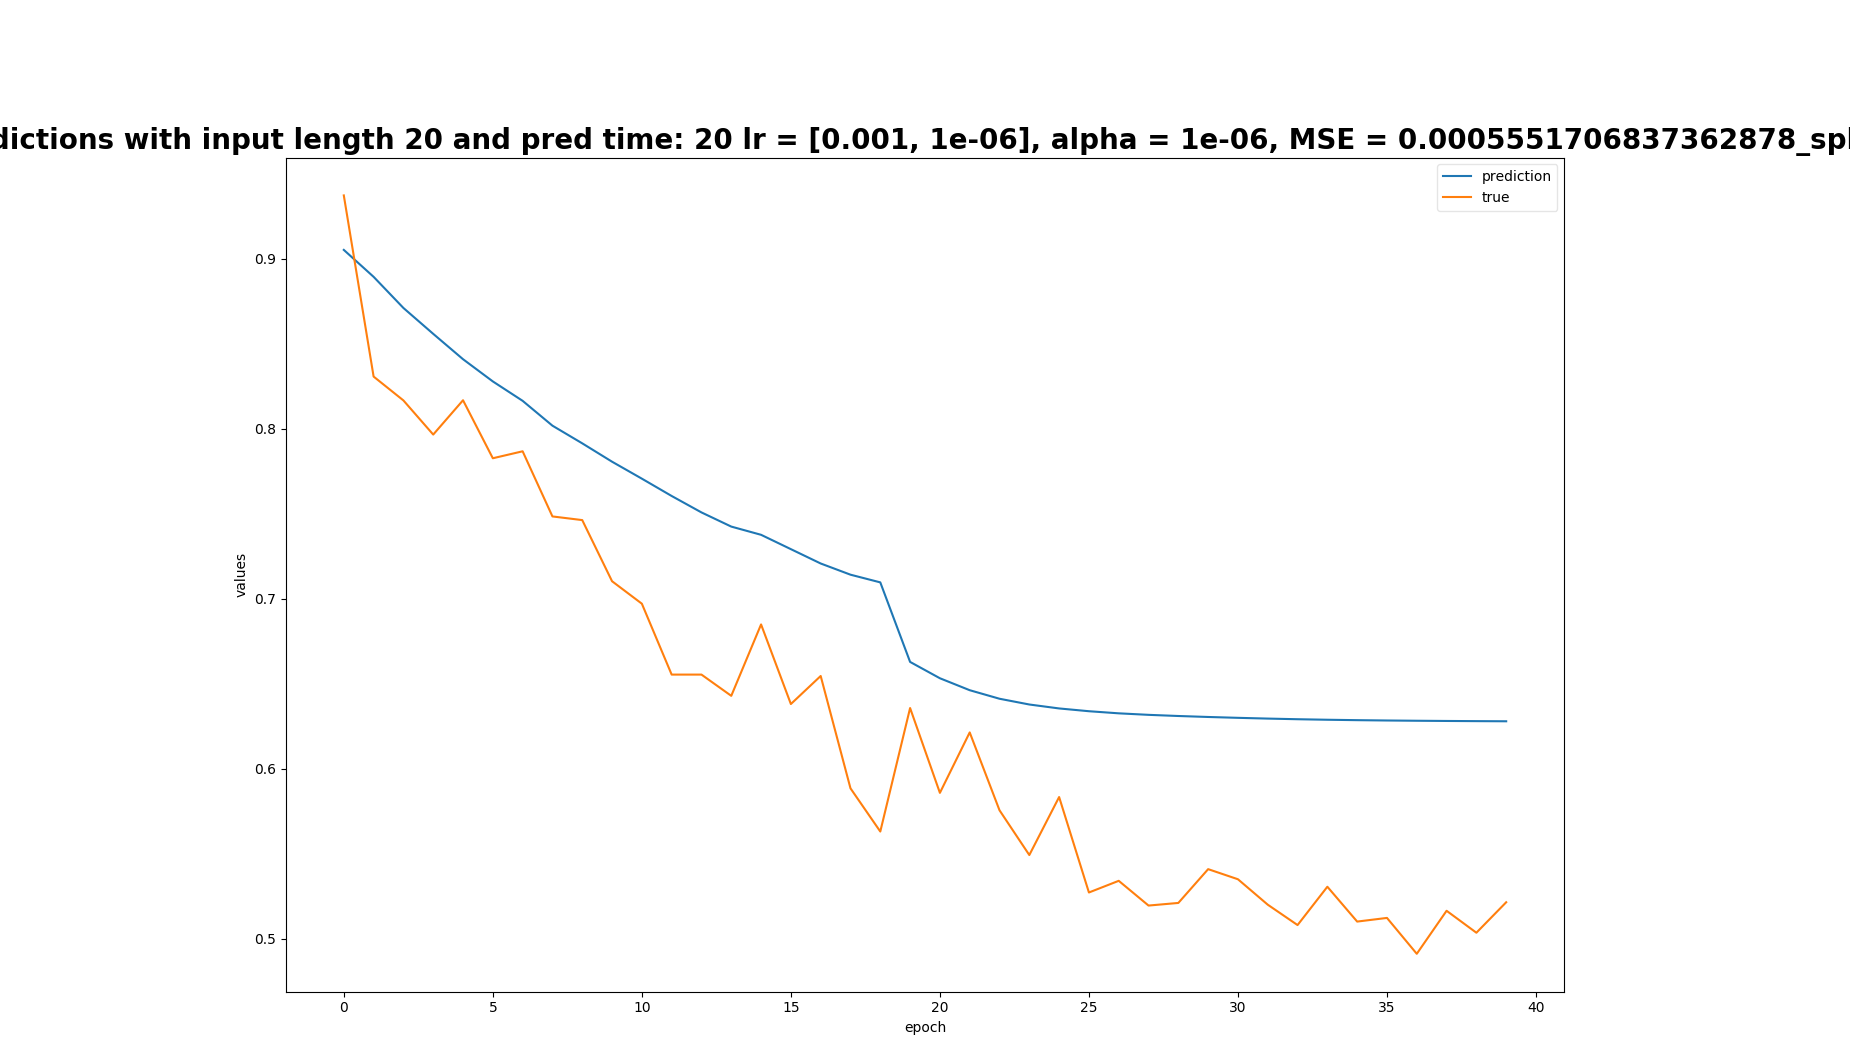 with input length 20 and pred time: 20 lr = [0.001, 1e-06], alpha = 1e-06, MSE = 0.0005551706837362878_
prediction
true
0.9
0.8
0.7
0.6
0.5
values
0 5 10 15 20 25 30 35 40
epoch